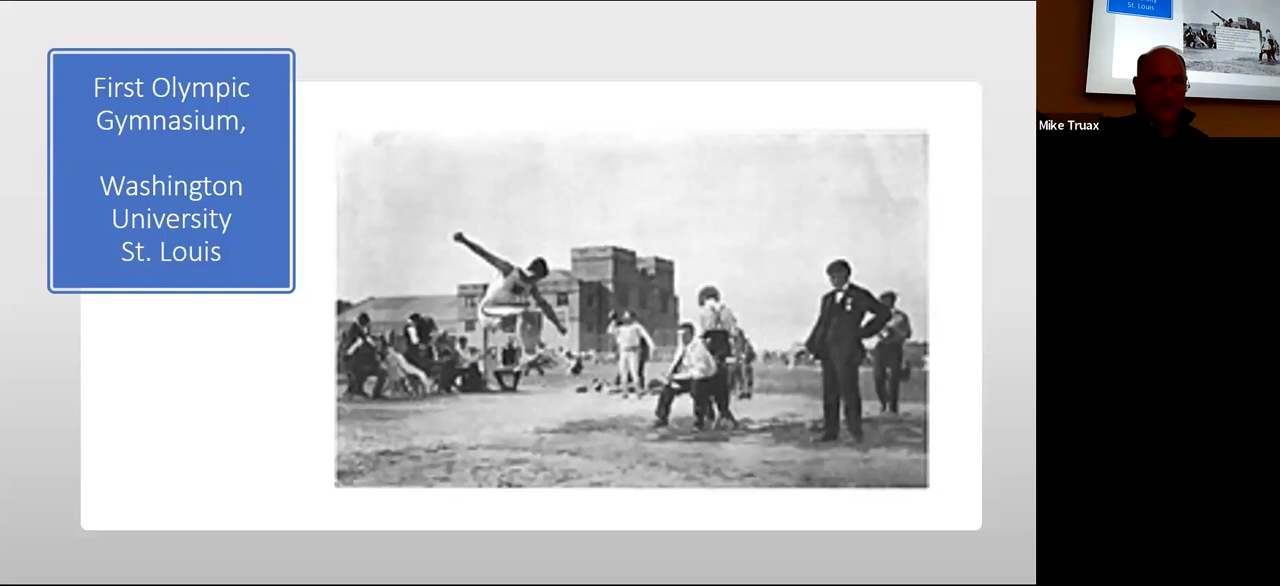 First Olympic
Gymnasium,
Washington
University
St. Louis
St. Louis
Mike Truax